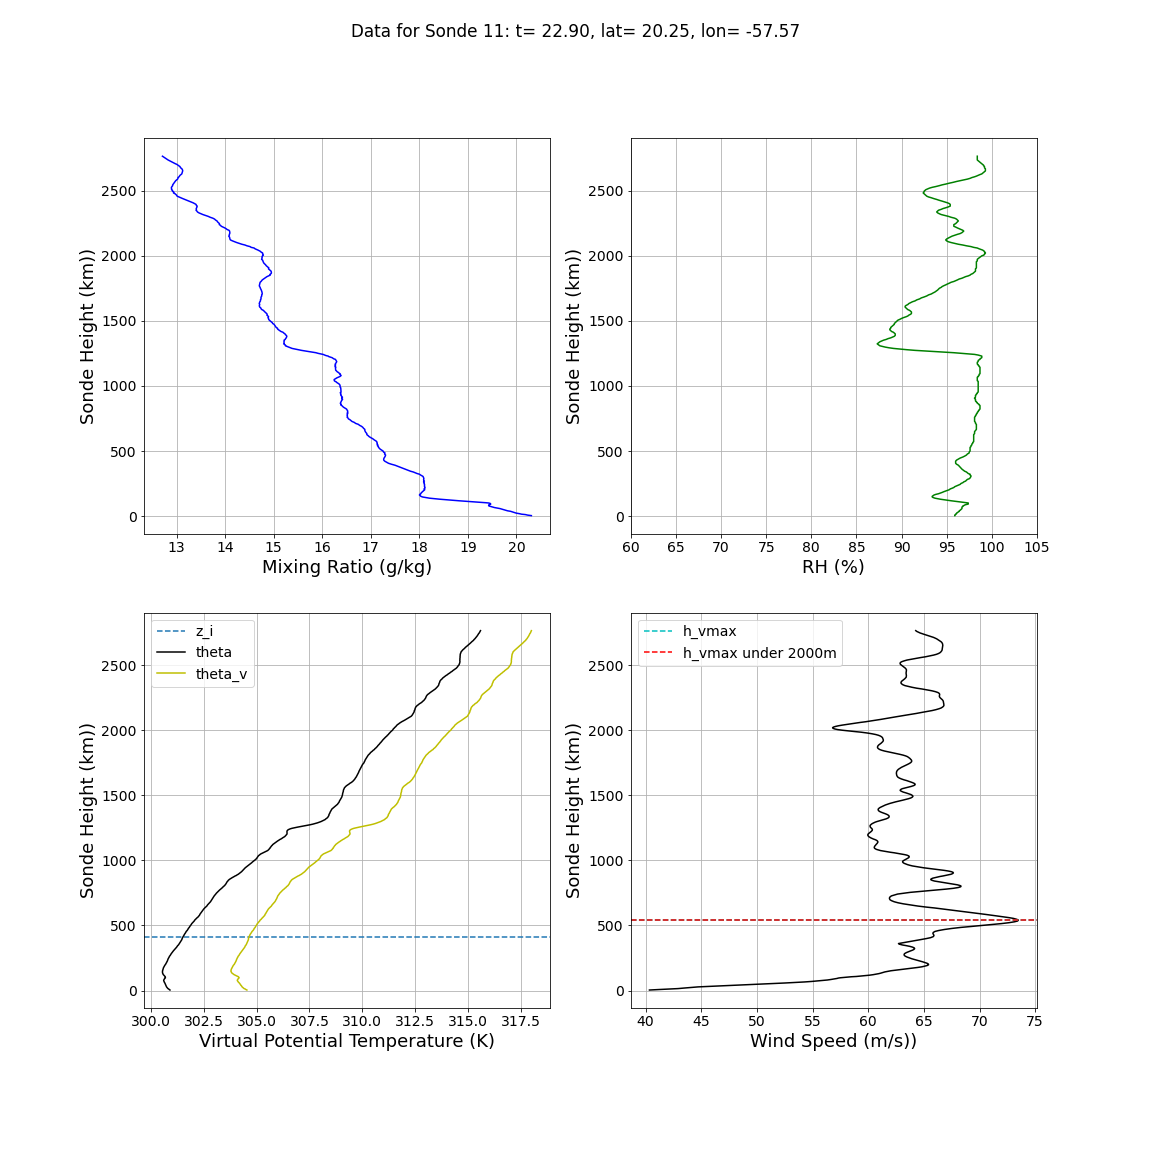 Data for Sonde 11: t= 22.90, lat= 20.25, lon= -57.57
2500
2000
1500
1000
500
0
Sonde Height (km))
13 14 15 16 17 18 19 20
Mixing Ratio (g/kg)
2500
2000
1500
1000
500
0
Sonde Height (km))
60 65 70 75 80 85 90 95 100 105
RH (%)
z_i
theta
theta_v
2500
2000
1500
1000
500
0
Sonde Height (km))
300.0 302.5 305.0 307.5 310.0 312.5 315.0 317.5
Virtual Potential Temperature (K)
h_vmax
h_vmax under 2000m
2500
2000
1500
1000
500
0
Sonde Height (km))
40 45 50 55 60 65 70 75
Wind Speed (m/s))